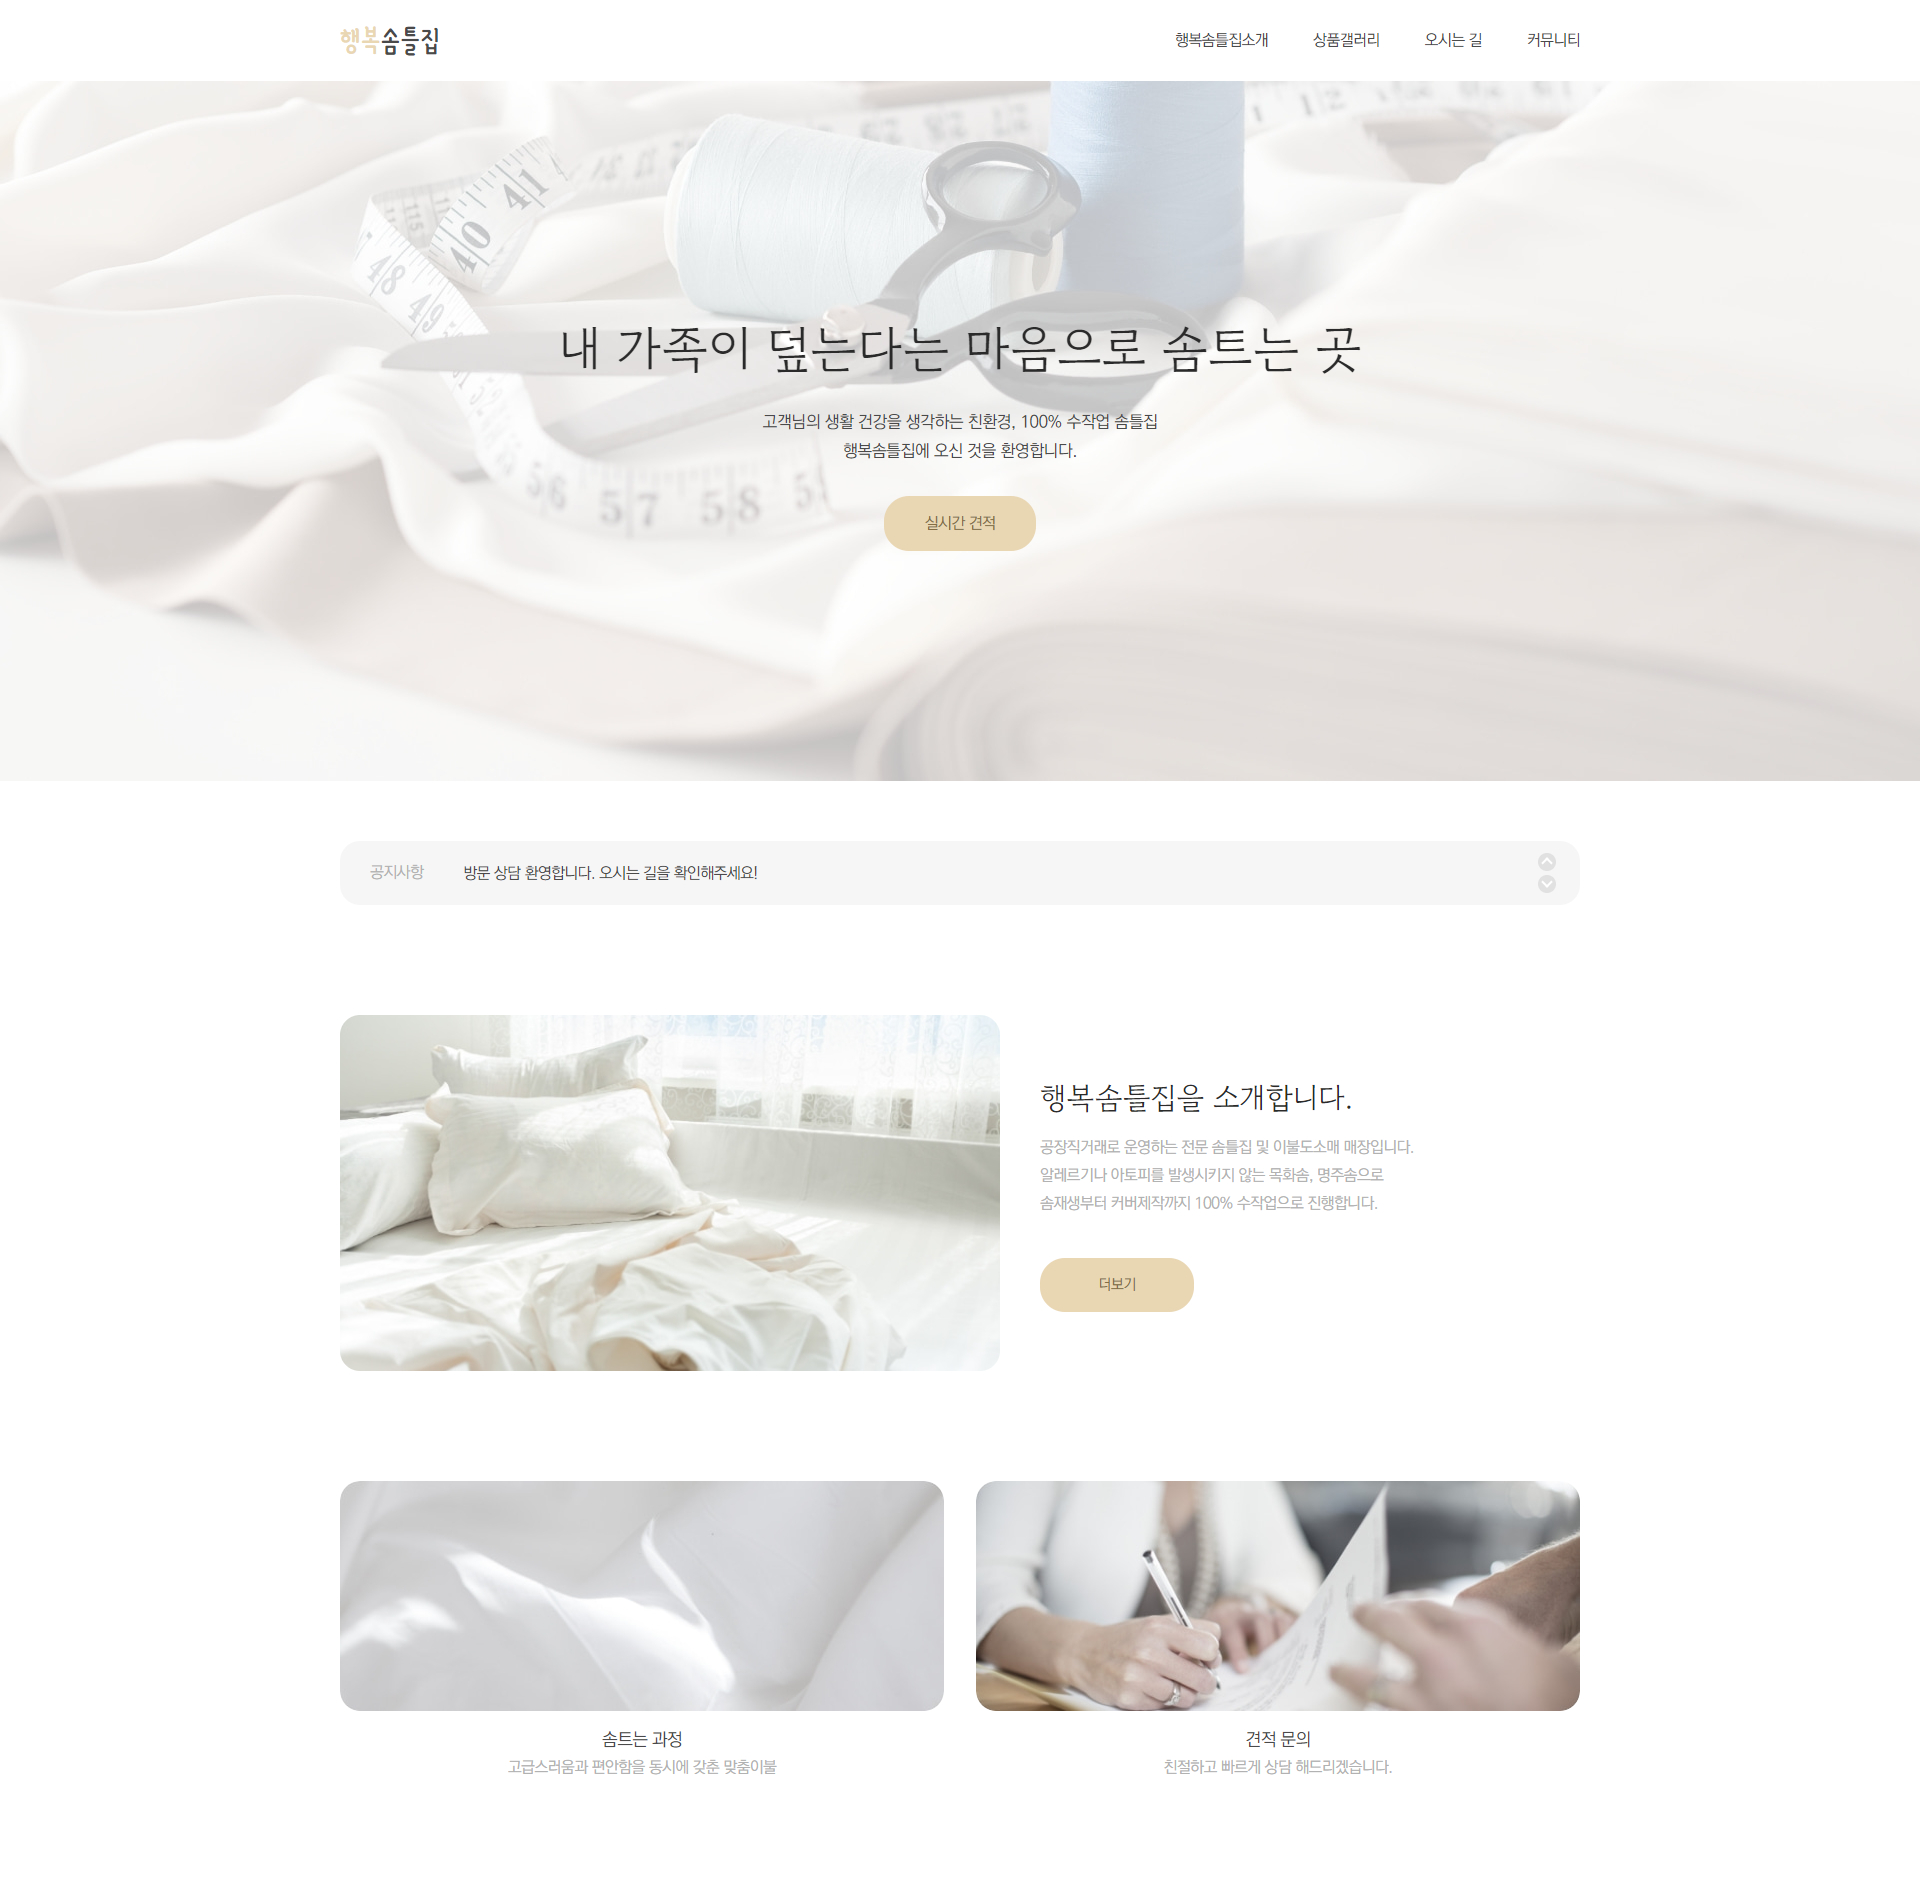 행복솜틀집
행복솜틀집소개 상품갤러리 오시는 길 커뮤니티
41
40
48
49
56 57 58
내 가족이 덮는다는 마음으로 솜트는 곳
고객님의 생활 건강을 생각하는 친환경, 100% 수작업 솜틀집
행복솜틀집에 오신 것을 환영합니다.
실시간 견적
공지사항 방문 상담 환영합니다. 오시는 길을 확인해주세요!
행복솜틀집을 소개합니다.
공장직거래로 운영하는 전문 솜틀집 및 이불도소매 매장입니다.
알레르기나 아토피를 발생시키지 않는 목화솜, 명주솜으로
솜재생부터 커버제작까지 100% 수작업으로 진행합니다.
더보기
솜트는 과정
고급스러움과 편안함을 동시에 갖춘 맞춤이불
견적 문의
친절하고 빠르게 상담 해드리겠습니다.